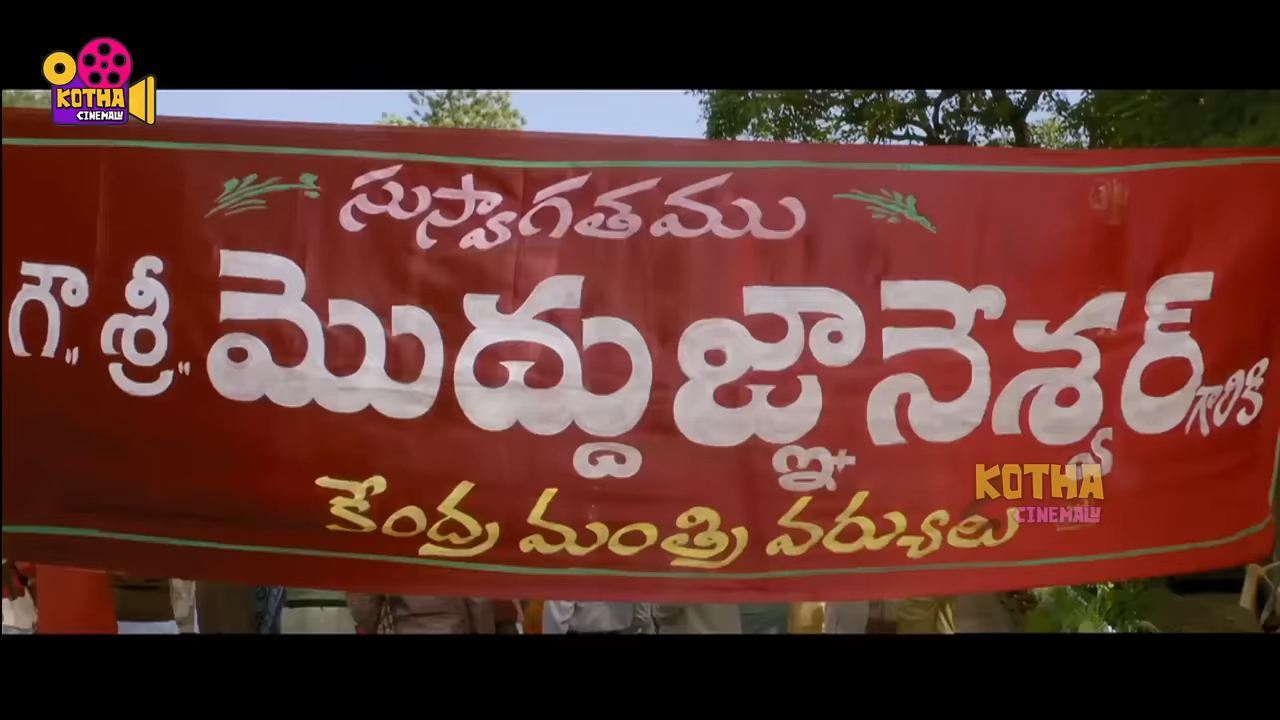 KOTHA
CINEMALU
సుస్వాగతము
గౌ,, శ్రీ,, మొద్దు జ్ఞానేశ్వర్ గారికి
కేంద్ర మంత్రి వర్యులు
KOTHA
CINEMALU